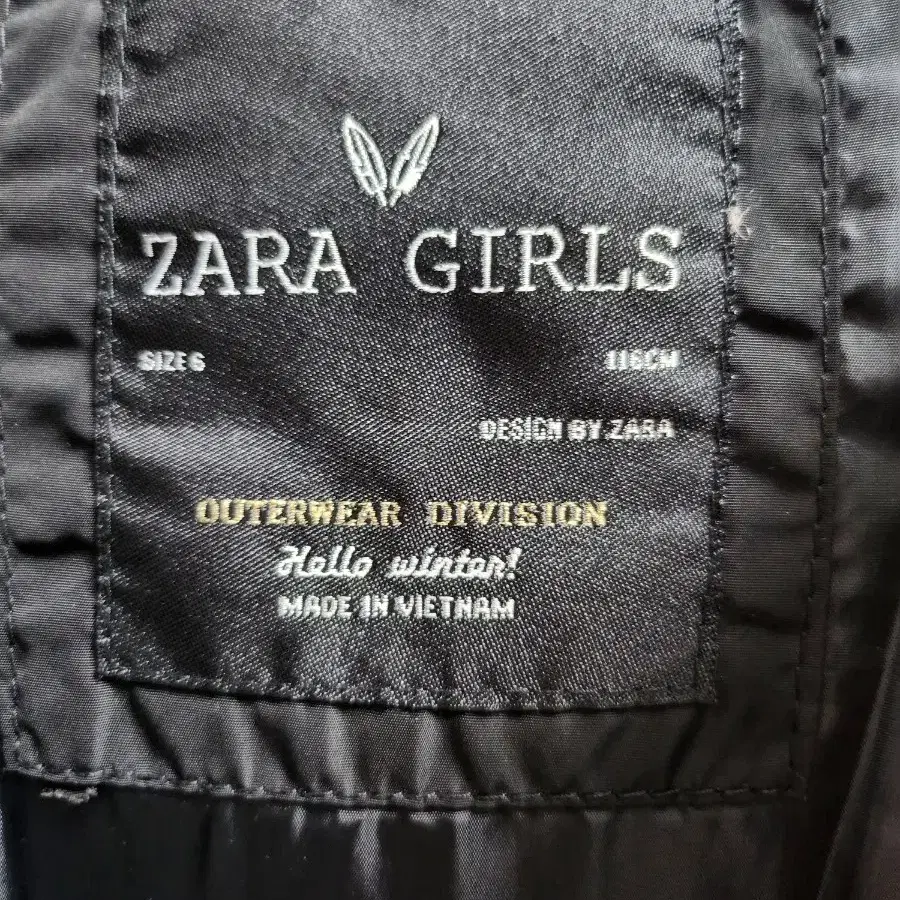 ZARA GIRLS
SIZE 6 116CM
DESIGN BY ZARA
OUTERWEAR DIVISION
Hello winter!
MADE IN VIETNAM